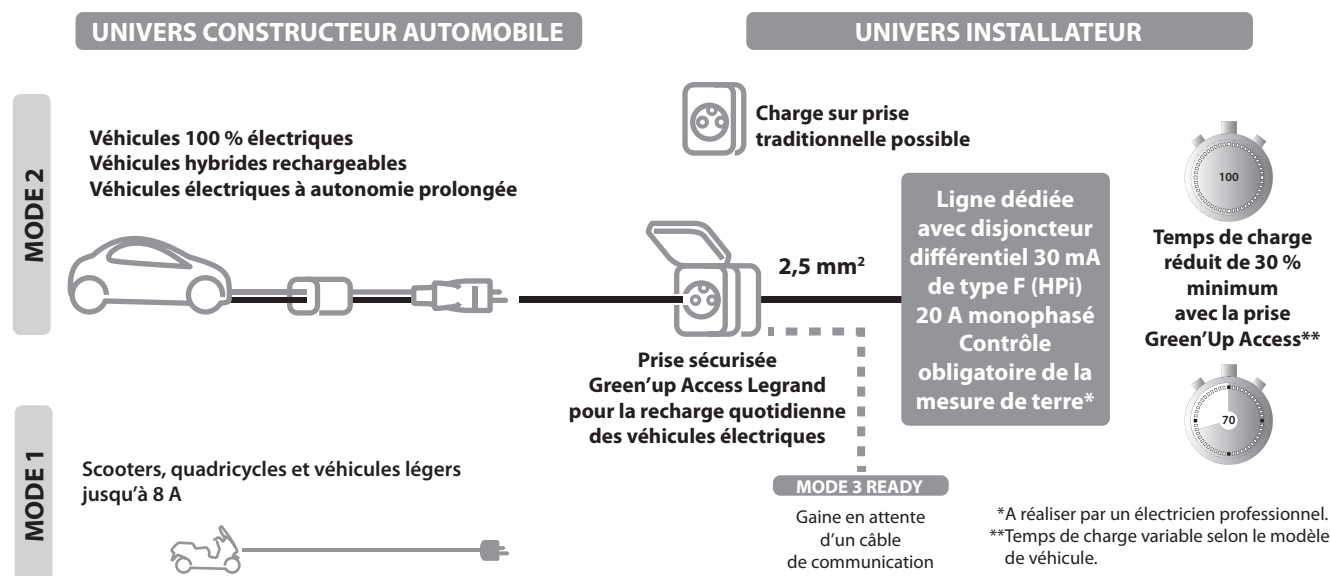 UNIVERS CONSTRUCTEUR AUTOMOBILE
UNIVERS INSTALLATEUR
MODE 2
Véhicules 100 % électriques
Véhicules hybrides rechargeables
Véhicules électriques à autonomie prolongée
Charge sur prise
traditionnelle possible
2,5 mm²
Prise sécurisée
Green’up Access Legrand
pour la recharge quotidienne
des véhicules électriques
Ligne dédiée
avec disjoncteur
différentiel 30 mA
de type F (HPi)
20 A monophasé
Contrôle
obligatoire de la
mesure de terre*
100
Temps de charge
réduit de 30 %
minimum
avec la prise
Green’Up Access**
70
MODE 1
Scooters, quadricycles et véhicules légers
jusqu’à 8 A
MODE 3 READY
Gaine en attente
d’un câble
de communication
*A réaliser par un électricien professionnel.
**Temps de charge variable selon le modèle
de véhicule.